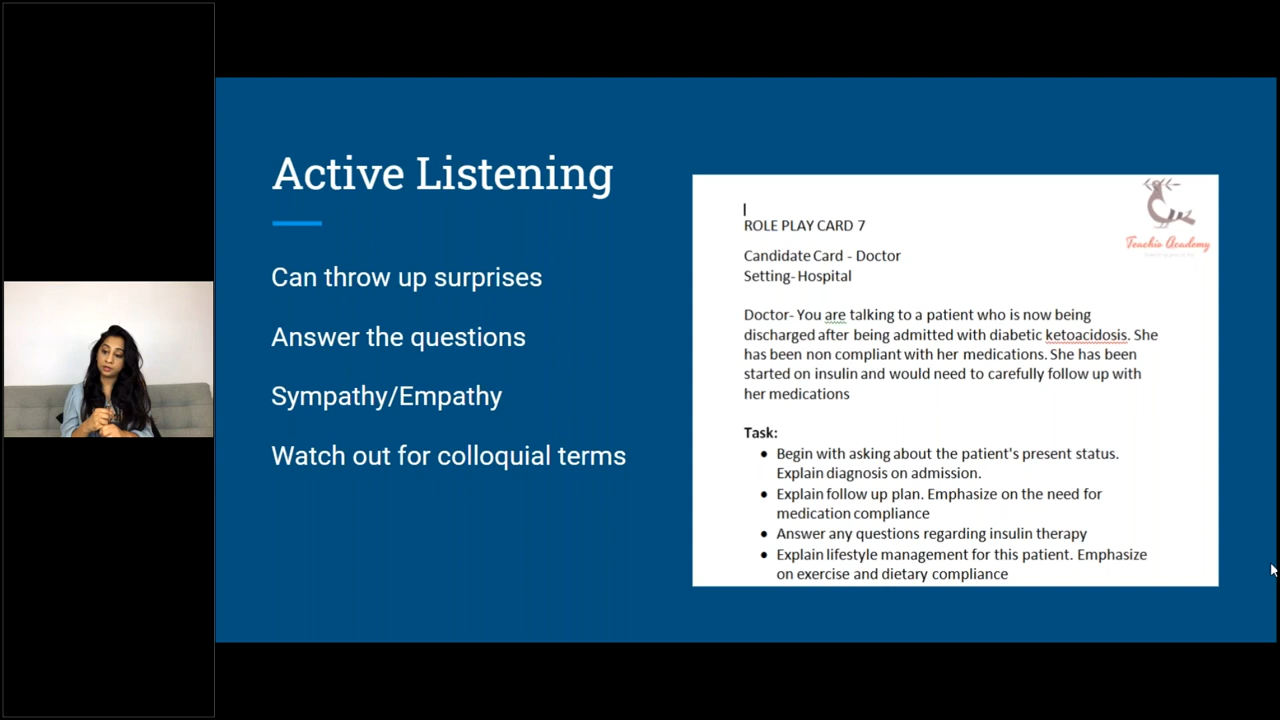 Active Listening
Can throw up surprises
Answer the questions
Sympathy/Empathy
Watch out for colloquial terms
Teachio Academy
ROLE PLAY CARD 7
Candidate Card - Doctor
Setting- Hospital
Doctor- You are talking to a patient who is now being
discharged after being admitted with diabetic ketoacidosis. She
has been non compliant with her medications. She has been
started on insulin and would need to carefully follow up with
her medications
Task:
• Begin with asking about the patient's present status.
Explain diagnosis on admission.
• Explain follow up plan. Emphasize on the need for
medication compliance
• Answer any questions regarding insulin therapy
• Explain lifestyle management for this patient. Emphasize
on exercise and dietary compliance